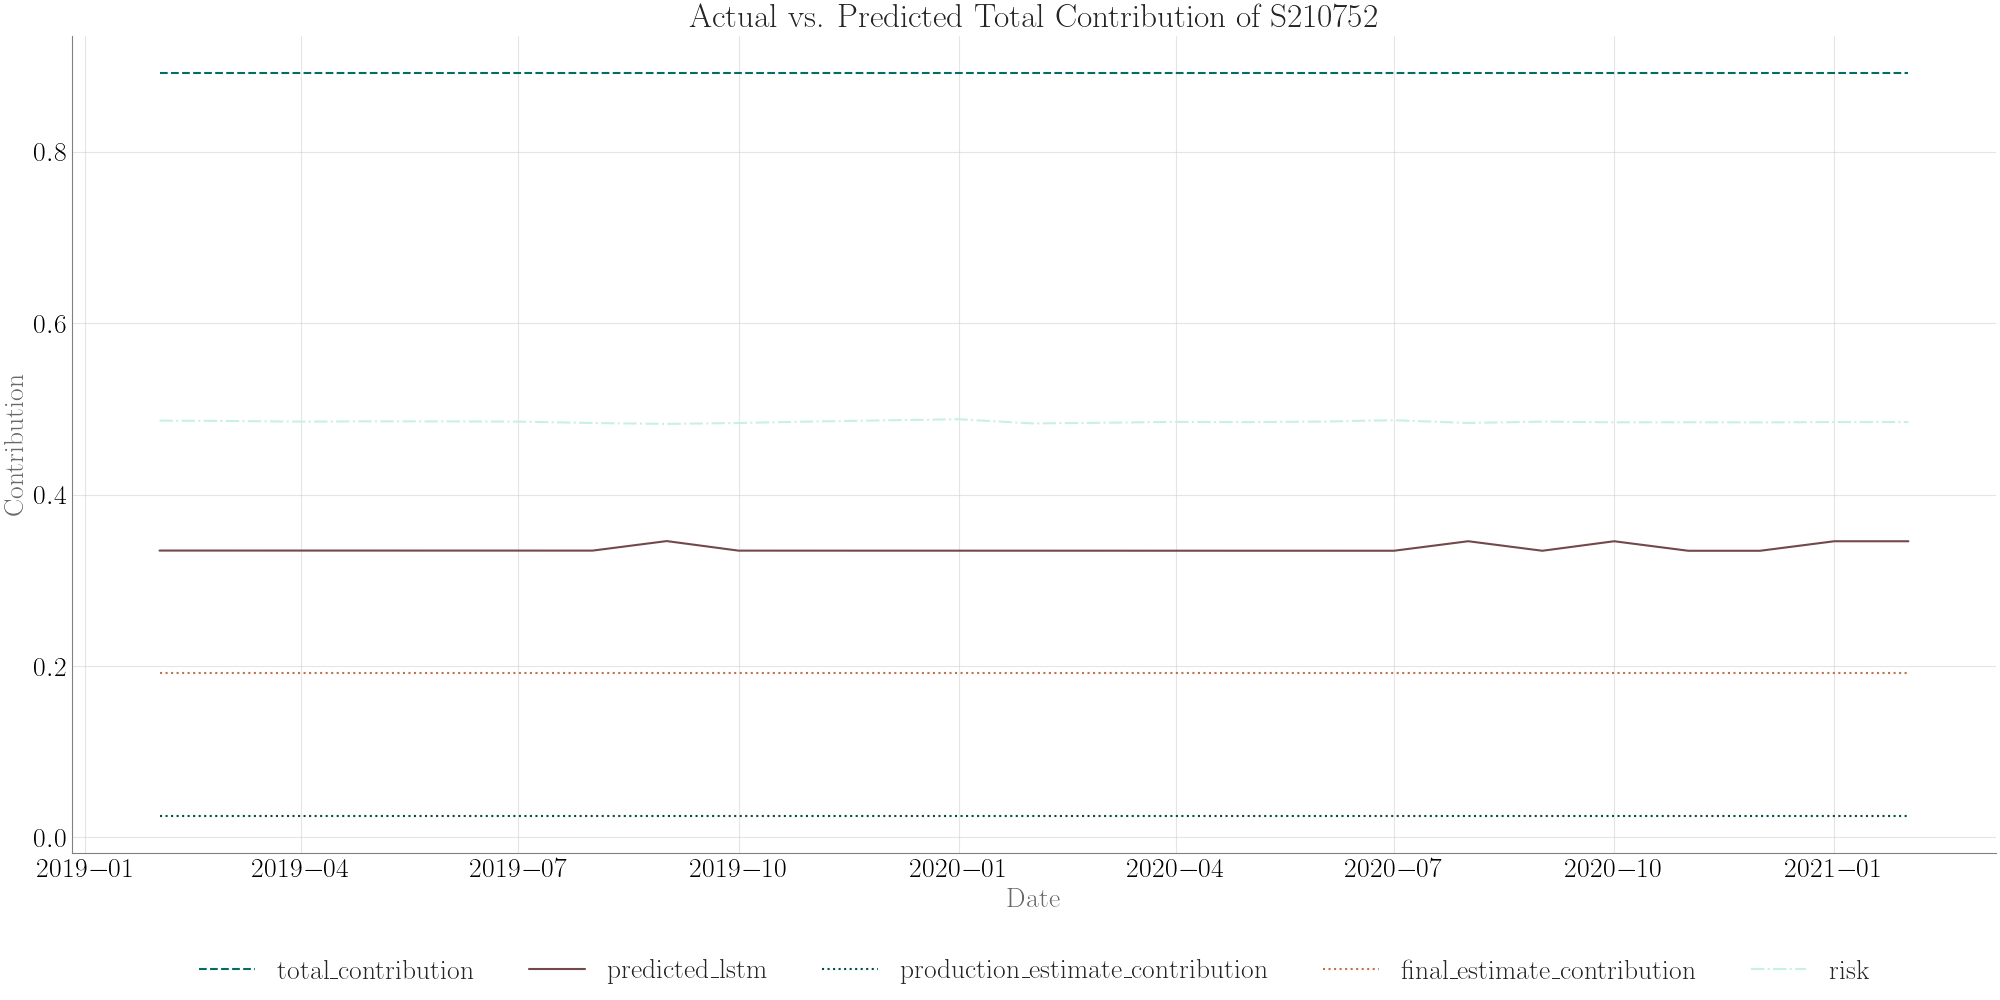 Actual vs. Predicted Total Contribution of S210752
Contribution
0.8
0.6
0.4
0.2
0.0
2019–01 2019–04 2019–07 2019–10 2020–01 2020–04 2020–07 2020–10 2021–01
Date
total_contribution predicted_lstm production_estimate_contribution final_estimate_contribution risk